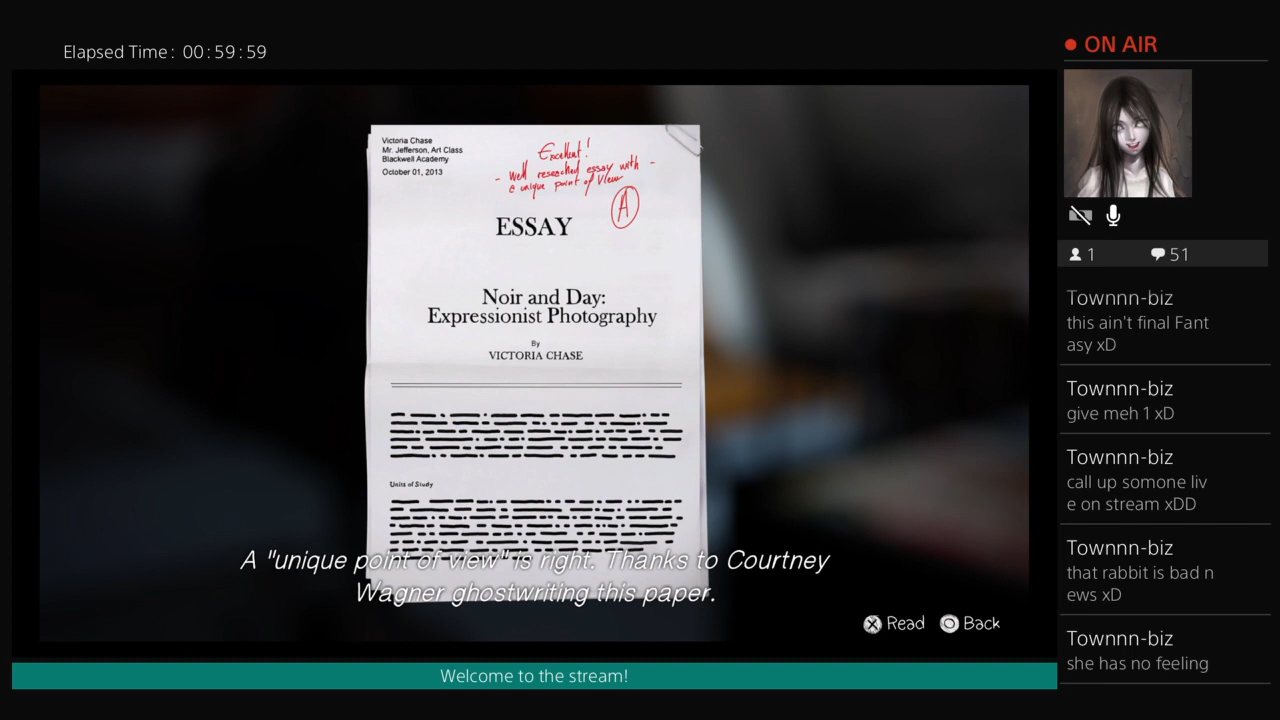 Elapsed Time: 00:59:59
ON AIR
Victoria Chase
Mr. Jefferson, Art Class
Blackwell Academy
October 01, 2013
Excellent!
- Well researched essay with -
a unique point of View
A
ESSAY
Noir and Day:
Expressionist Photography
By
VICTORIA CHASE
Units of Study
A "unique point of view" is right. Thanks to Courtney
Wagner ghostwriting this paper.
Read
Back
Welcome to the stream!
1
51
Townnn-biz
this ain't final Fant
asy xD
Townnn-biz
give meh 1 xD
Townnn-biz
call up somone liv
e on stream xDD
Townnn-biz
that rabbit is bad n
ews xD
Townnn-biz
she has no feeling